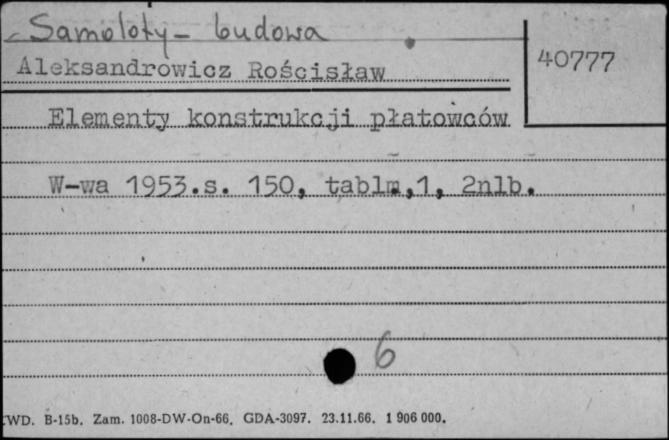 Samoloty - budowa
40777
Aleksandrowicz Rościsław
Elementy konstrukcji płatowców
W-wa 1953.s. 150, tablm.,1, 2nlb.
6
WD. B-15b. Zam. 1008-DW-On-66. GDA-3097. 23.11.66. 1 906 000.